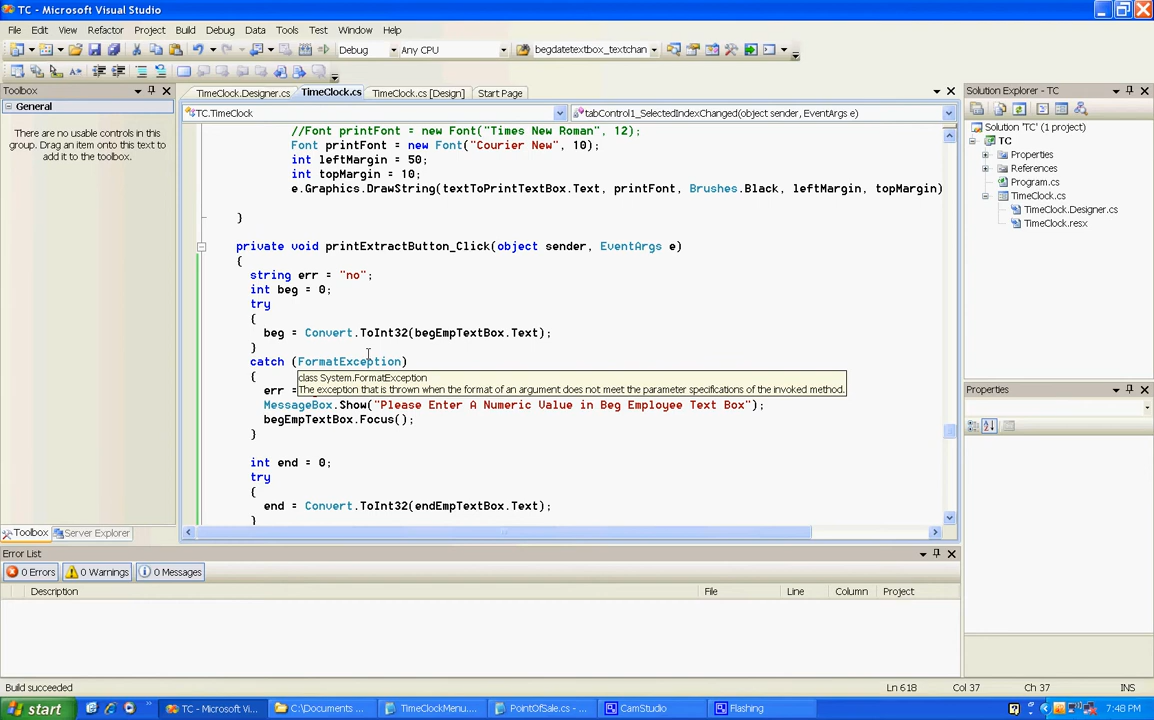 TC - Microsoft Visual Studio
File Edit View Refactor Project Build Debug Data Tools Test Window Help
Debug Any CPU begdatetextbox_textchan
Toolbox
General
There are no usable controls in this
group. Drag an item onto this text to
add it to the toolbox.
Toolbox Server Explorer
TimeClock.Designer.cs TimeClock.cs TimeClock.cs [Design] Start Page
TC.TimeClock tabControl1_SelectedIndexChanged(object sender, EventArgs e)
//Font printFont = new Font("Times New Roman", 12);
Font printFont = new Font("Courier New", 10);
int leftMargin = 50;
int topMargin = 10;
e.Graphics.DrawString(textToPrintTextBox.Text, printFont, Brushes.Black, leftMargin, topMargin)
}
private void printExtractButton_Click(object sender, EventArgs e)
{
string err = "no";
int beg = 0;
try
{
beg = Convert.ToInt32(begEmpTextBox.Text);
}
catch (FormatException)
{
class System.FormatException
The exception that is thrown when the format of an argument does not meet the parameter specifications of the invoked method.
err =
MessageBox.Show("Please Enter A Numeric Value in Beg Employee Text Box");
begEmpTextBox.Focus();
}
int end = 0;
try
{
end = Convert.ToInt32(endEmpTextBox.Text);
}
Solution Explorer - TC
Solution 'TC' (1 project)
TC
Properties
References
Program.cs
TimeClock.cs
TimeClock.Designer.cs
TimeClock.resx
Properties
Error List
0 Errors 0 Warnings 0 Messages
Description File Line Column Project
Build succeeded Ln 618 Col 37 Ch 37 INS
start TC - Microsoft Vi... C:\Documents ... TimeClockMenu.... PointOfSale.cs - ... CamStudio Flashing 7:48 PM